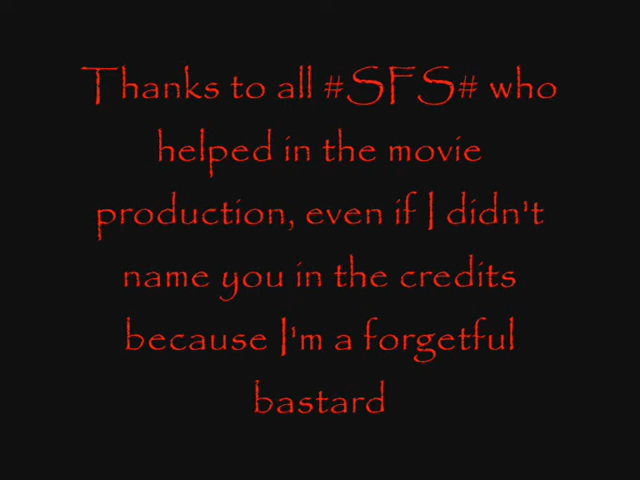 Thanks to all #SFS# who
helped in the movie
production, even if I didn't
name you in the credits
because I'm a forgetful
bastard